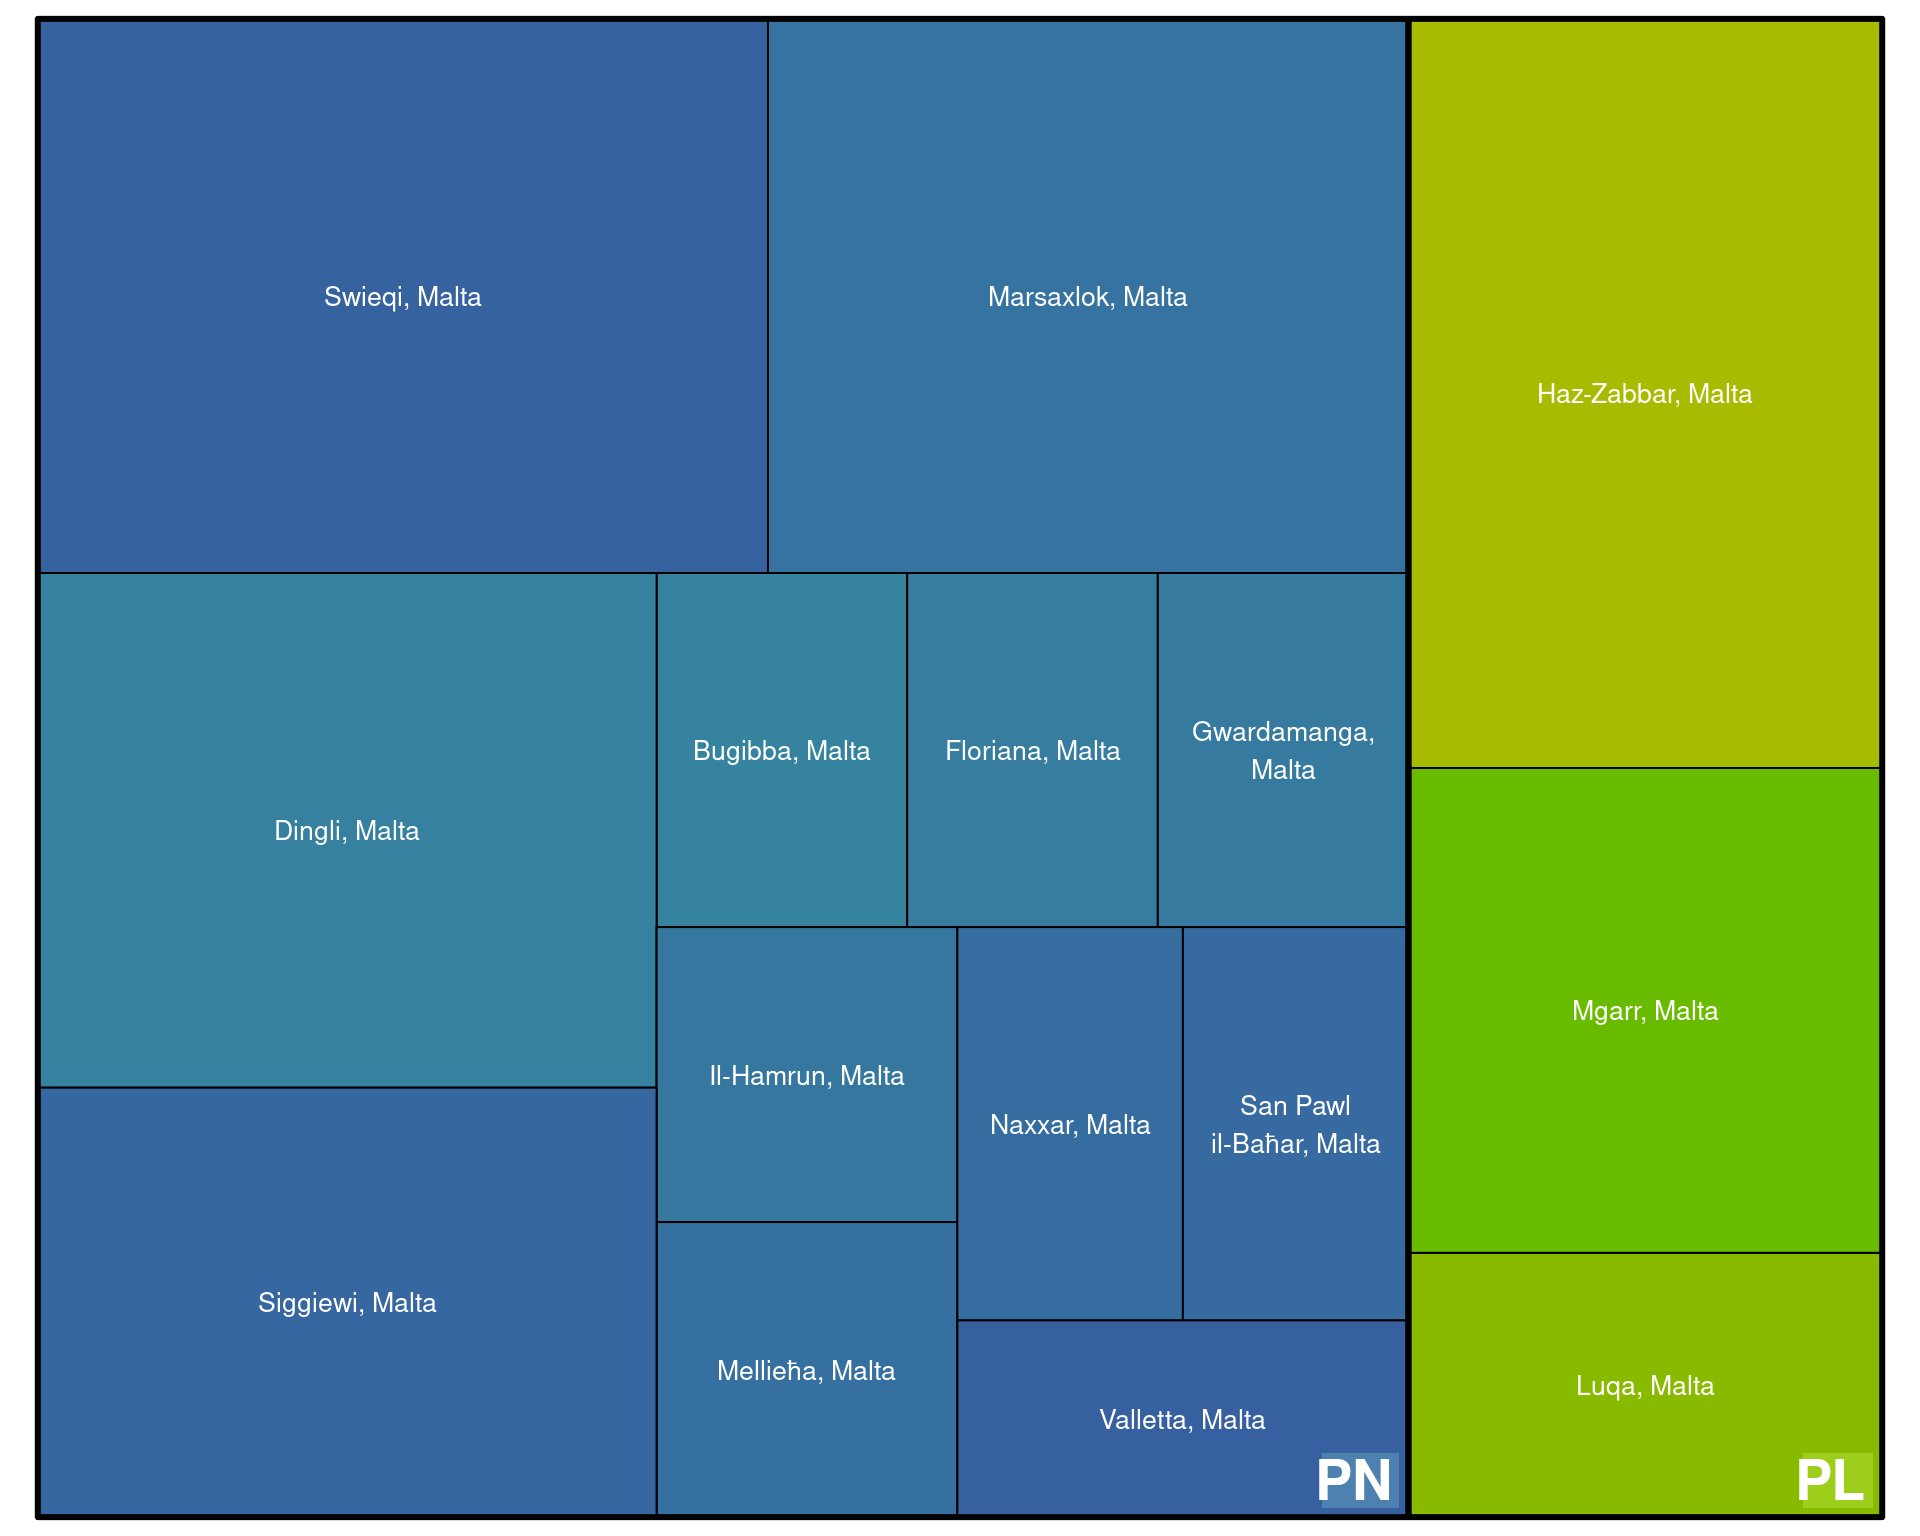 Swieqi, Malta
Marsaxlok, Malta
Haz-Zabbar, Malta
Dingli, Malta
Bugibba, Malta
Floriana, Malta
Gwardamanga,
Malta
Siggiewi, Malta
Il-Hamrun, Malta
Mellieħa, Malta
Naxxar, Malta
San Pawl
il-Baħar, Malta
Valletta, Malta
PN
Mgarr, Malta
Luqa, Malta
PL